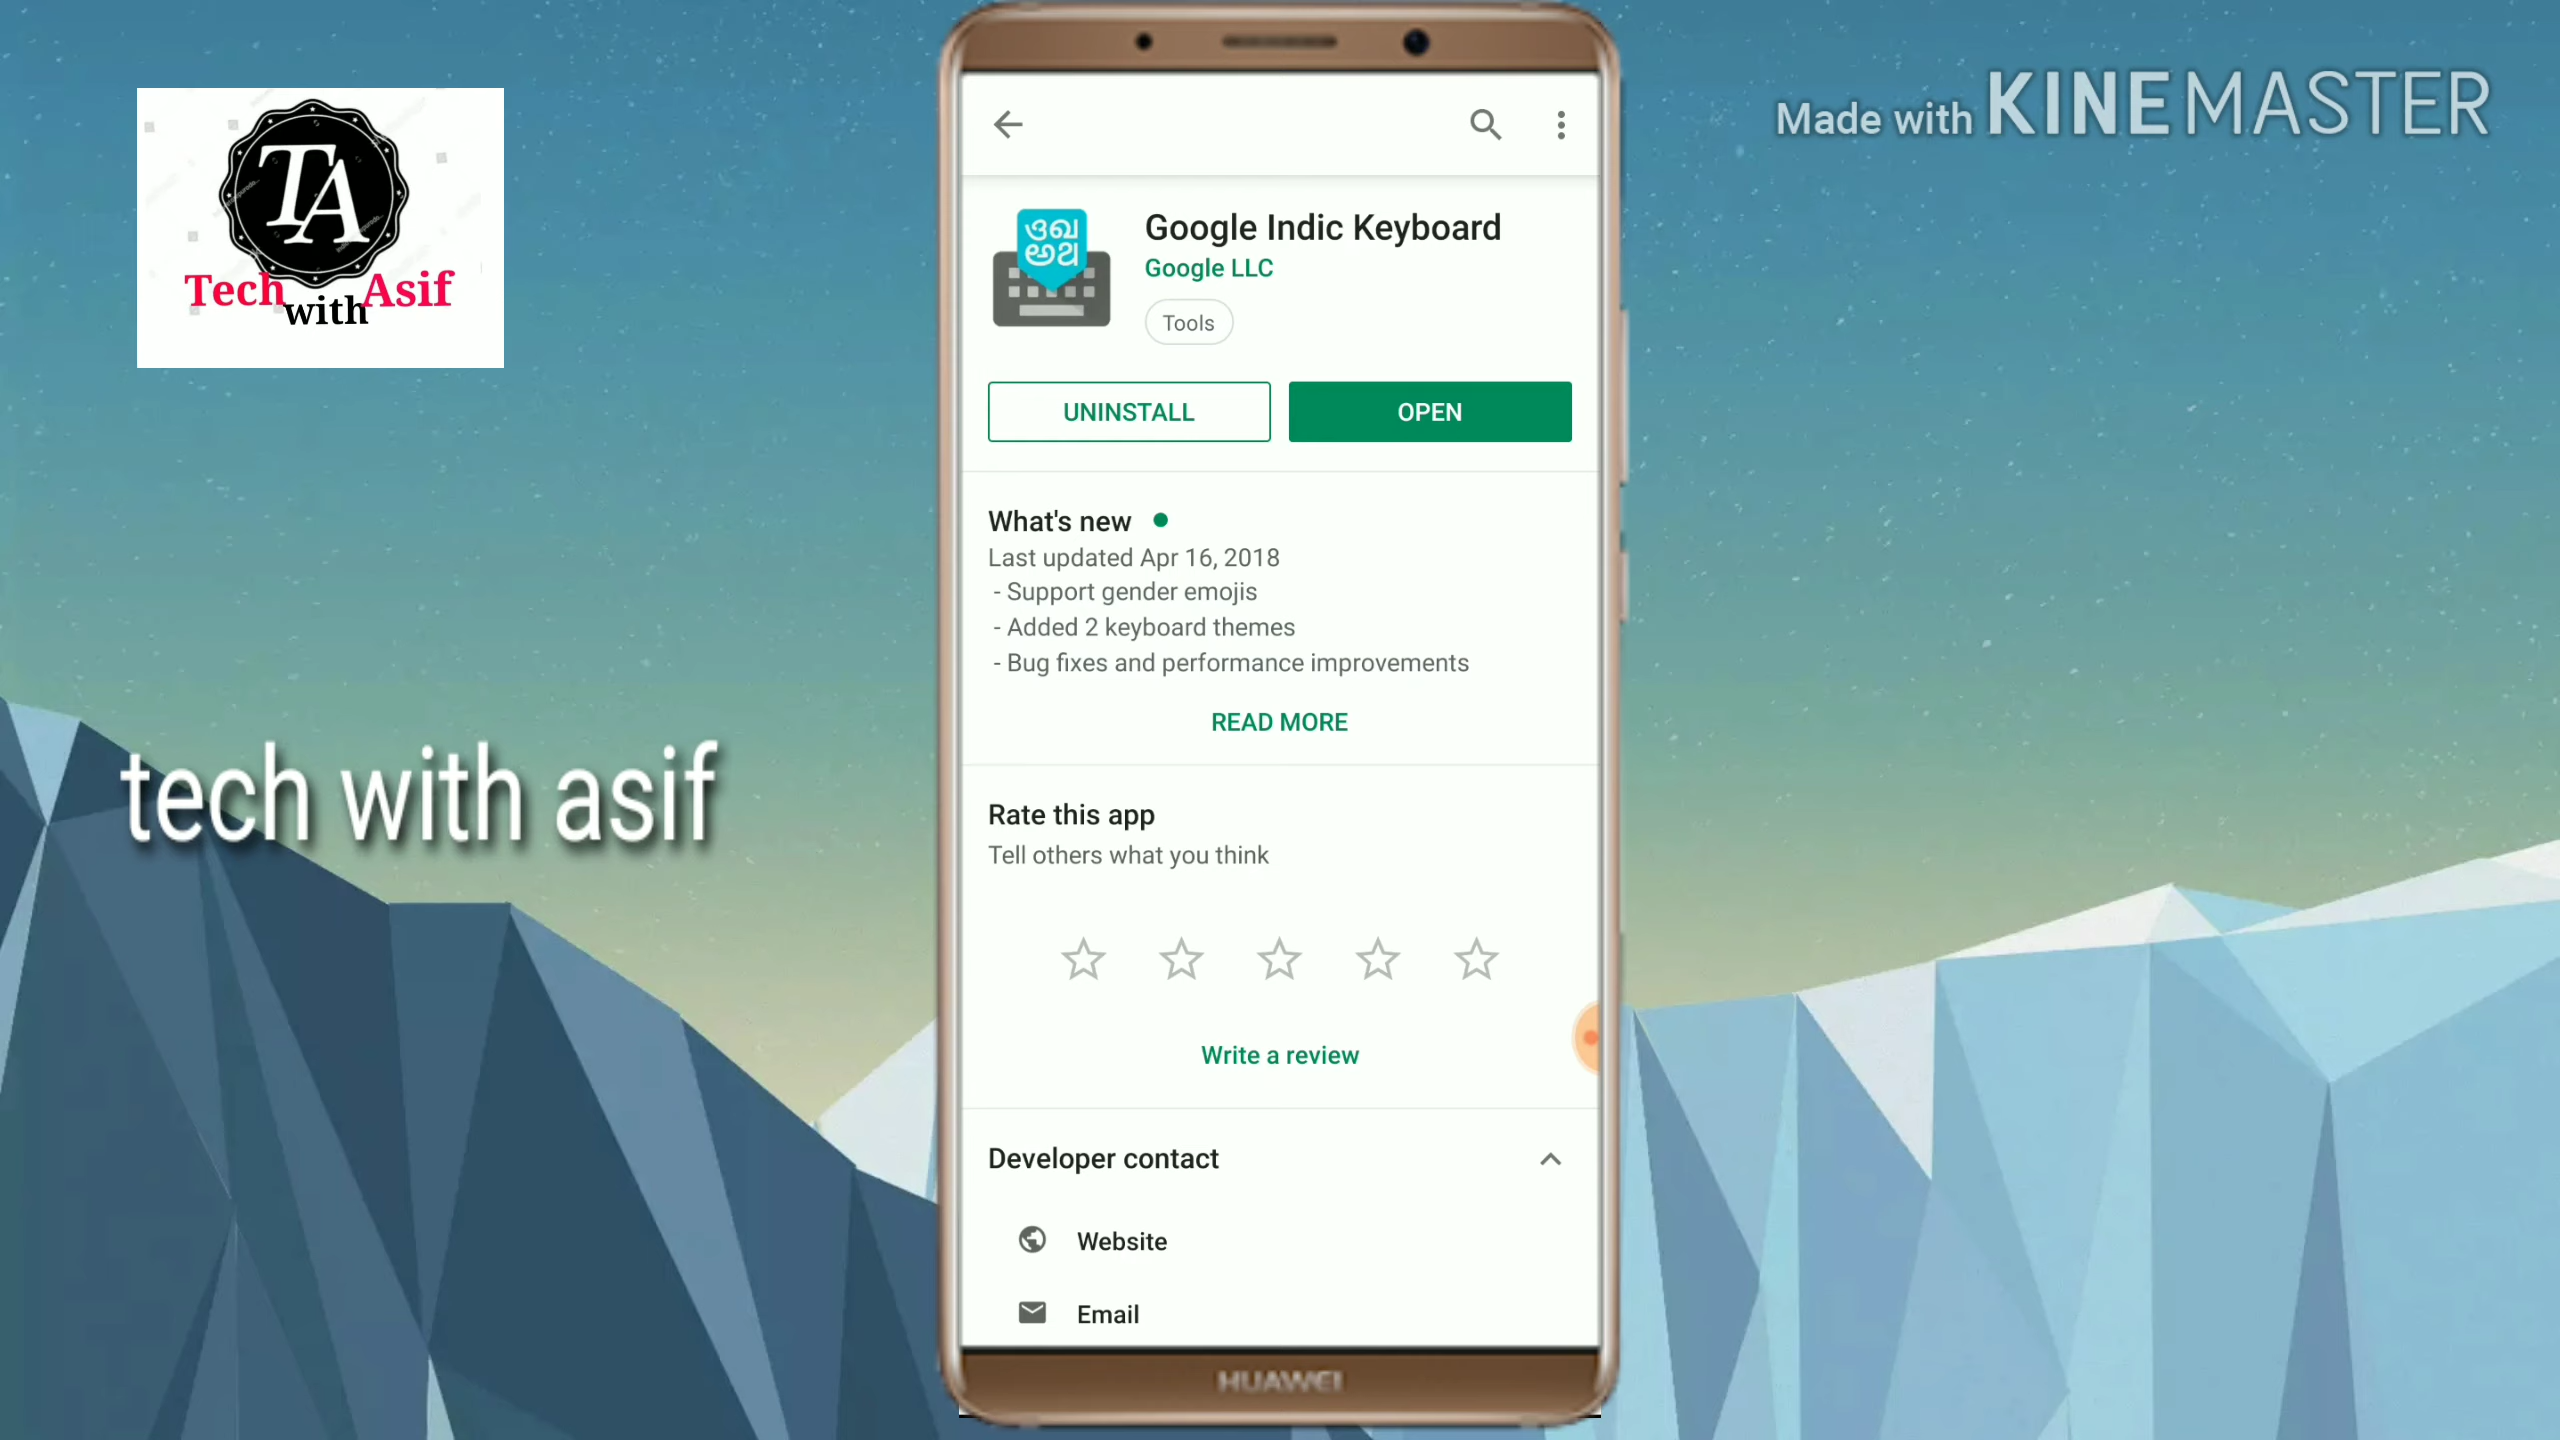 TA
Tech with Asif
Made with KINEMASTER
tech with asif
ওখ
అથ
Google Indic Keyboard
Google LLC
Tools
UNINSTALL
OPEN
What's new
Last updated Apr 16, 2018
- Support gender emojis
- Added 2 keyboard themes
- Bug fixes and performance improvements
READ MORE
Rate this app
Tell others what you think
Write a review
Developer contact
Website
Email
HUAWEI